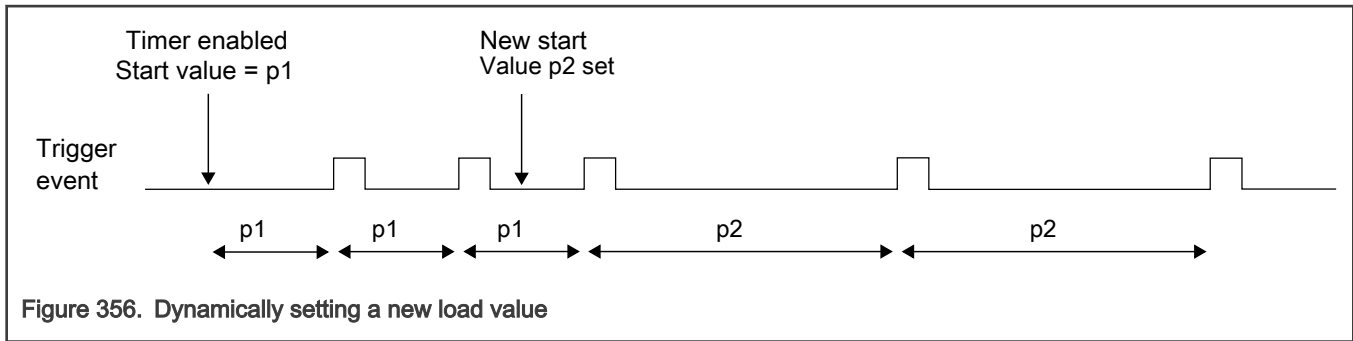 Timer enabled
Start value = p1
New start
Value p2 set
Trigger
event
p1 p1 p1 p2 p2
Figure 356. Dynamically setting a new load value